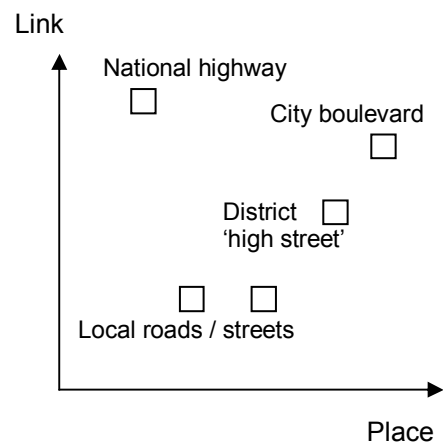 Link
National highway
City boulevard
District
‘high street’
Local roads / streets
Place